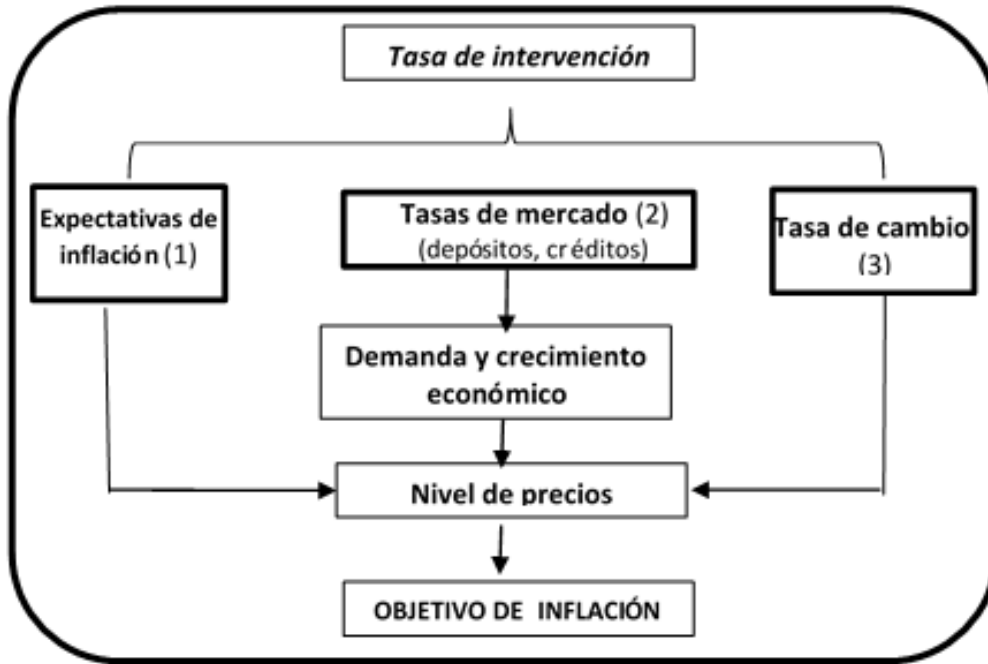 Tasa de intervención
Expectativas de
inflación (1)
Tasas de mercado (2)
(depósitos, créditos)
Tasa de cambio
(3)
Demanda y crecimiento
económico
Nivel de precios
OBJETIVO DE INFLACIÓN